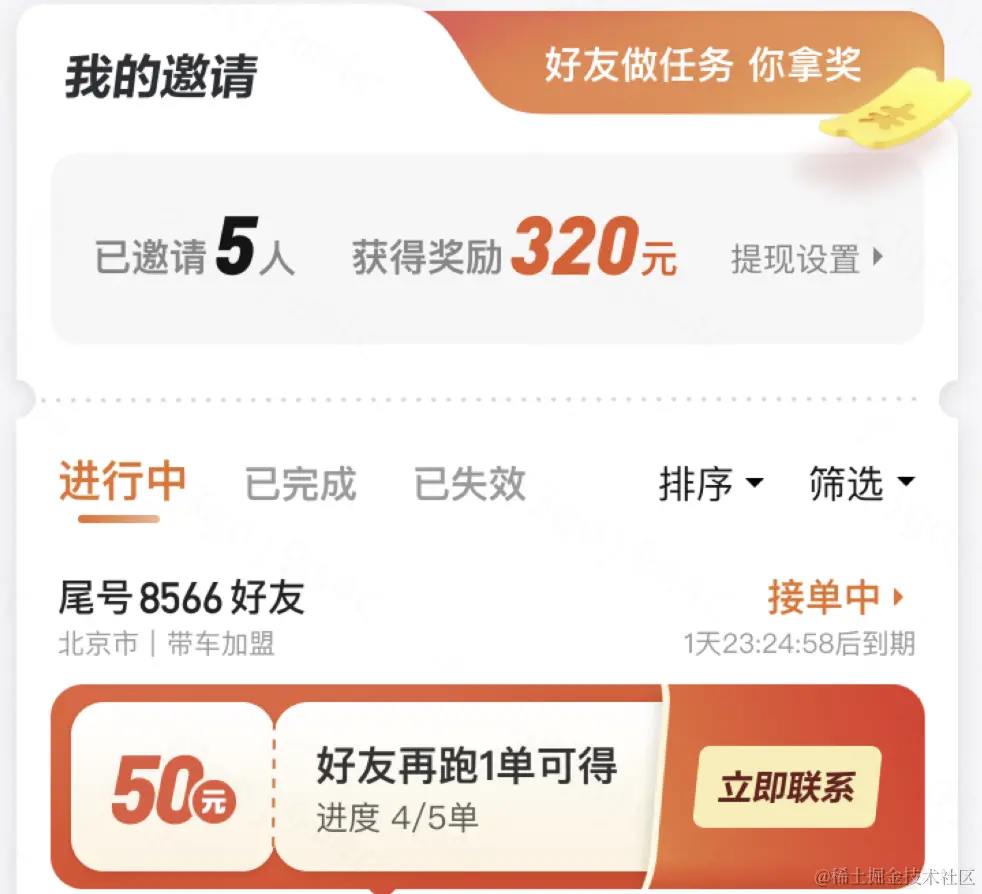 我的邀请
好友做任务 你拿奖
已邀请5人 获得奖励320元 提现设置
进行中 已完成 已失效 排序 筛选
尾号8566好友 接单中
北京市｜带车加盟 1天23:24:58后到期
50元 好友再跑1单可得
进度 4/5单
立即联系
@稀土掘金技术社区